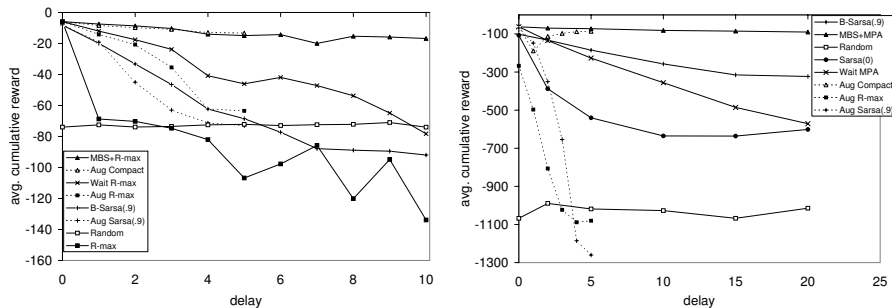 0
-20
-40
-60
-80
-100
-120
-140
-160
avg. cumulative reward
MBS+R-max
Aug Compact
Wait R-max
Aug R-max
B-Sarsa(.9)
Aug Sarsa(.9)
Random
R-max
0 2 4 6 8 10
delay
-100
-300
-500
-700
-900
-1100
-1300
avg. cumulative reward
B-Sarsa(.9)
MBS+MPA
Random
Sarsa(0)
Wait MPA
Aug Compact
Aug R-max
Aug Sarsa(.9)
0 5 10 15 20 25
delay